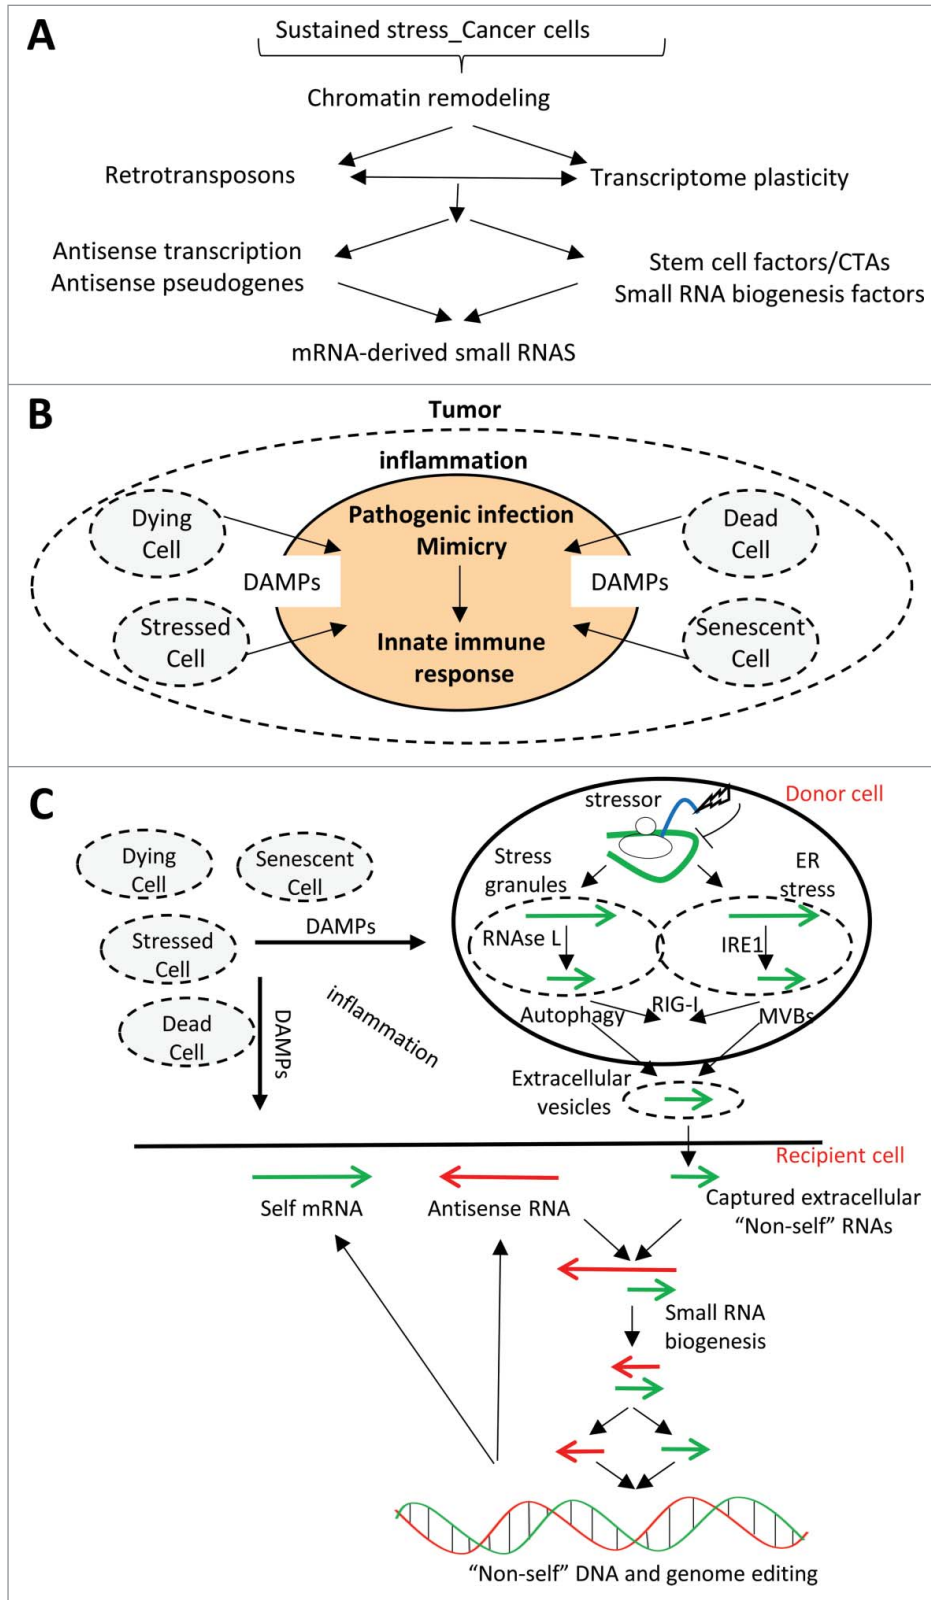 A
Sustained stress_Cancer cells
Chromatin remodeling
Retrotransposons
Transcriptome plasticity
Antisense transcription
Antisense pseudogenes
Stem cell factors/CTAs
Small RNA biogenesis factors
mRNA-derived small RNAS
B
Tumor
inflammation
Dying
Cell
Pathogenic infection
Mimicry
Dead
Cell
DAMPs
DAMPs
Stressed
Cell
Innate immune
response
Senescent
Cell
C
Donor cell
stressor
Dying
Cell
Senescent
Cell
Stress
granules
ER
stress
Stressed
Cell
DAMPs
RNAse L
IRE1
Dead
Cell
DAMPs
inflammation
Autophagy
RIG-I
MVBs
Extracellular
vesicles
Recipient cell
Self mRNA
Antisense RNA
Captured extracellular
“Non-self” RNAs
Small RNA
biogenesis
“Non-self” DNA and genome editing